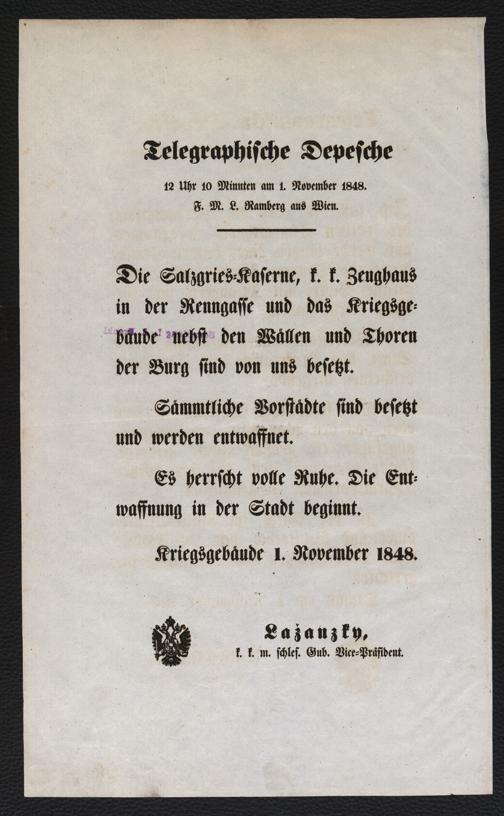 Telegraphische Depesche
12 Uhr 10 Minuten am 1. November 1848.
F. M. L. Ramberg aus Wien.
Die Salzgries-Kaserne, k. k. Zeughaus
in der Renngasse und das Kriegsge-
bäude nebst den Wällen und Thoren
der Burg sind von uns besetzt.
Sämmtliche Vorstädte sind besetzt
und werden entwaffnet.
Es herrscht volle Ruhe. Die Ent-
waffnung in der Stadt beginnt.
Kriegsgebäude 1. November 1848.
Lažanzky,
k. k. m. schles. Gub. Vice-Präsident.